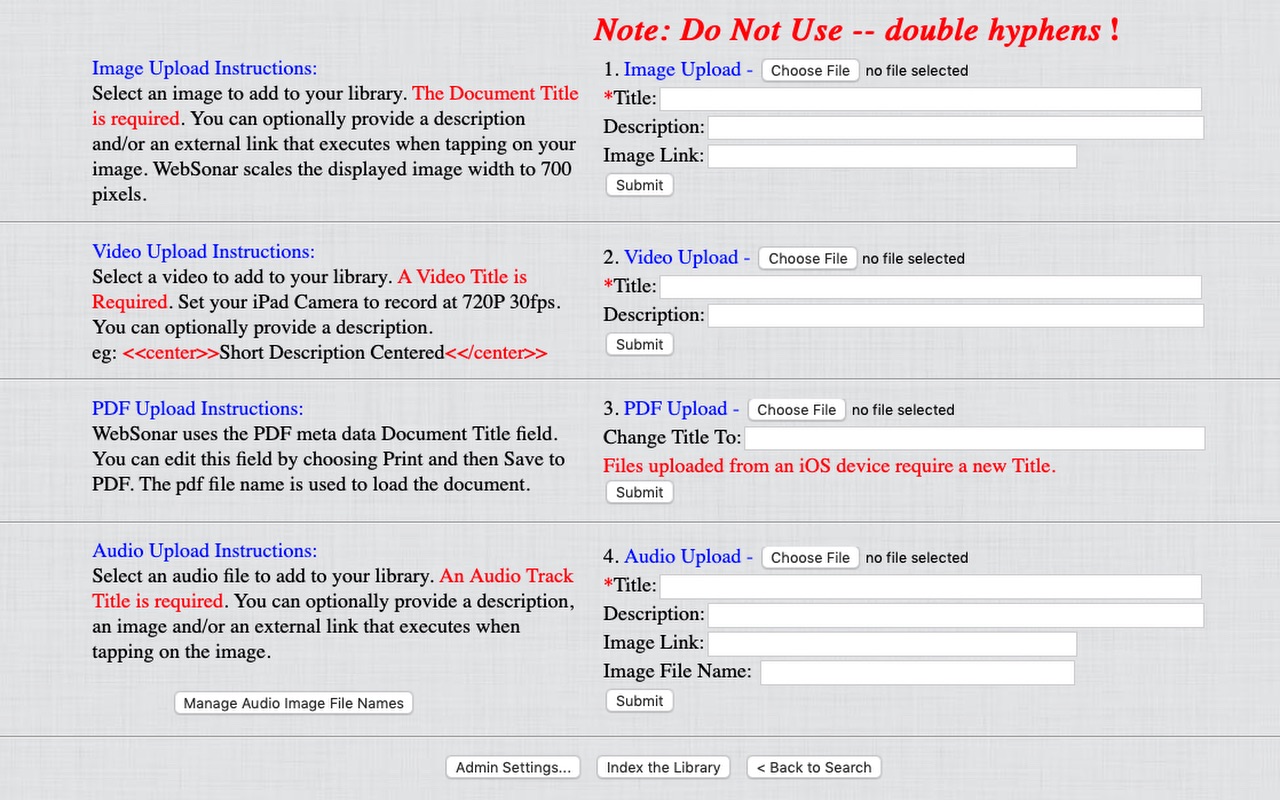 Note: Do Not Use -- double hyphens !
Image Upload Instructions:
Select an image to add to your library. The Document Title
is required. You can optionally provide a description
and/or an external link that executes when tapping on your
image. WebSonar scales the displayed image width to 700
pixels.
1. Image Upload - Choose File no file selected
*Title:
Description:
Image Link:
Submit
Video Upload Instructions:
Select a video to add to your library. A Video Title is
Required. Set your iPad Camera to record at 720P 30fps.
You can optionally provide a description.
eg: <<center>>Short Description Centered<</center>>
2. Video Upload - Choose File no file selected
*Title:
Description:
Submit
PDF Upload Instructions:
WebSonar uses the PDF meta data Document Title field.
You can edit this field by choosing Print and then Save to
PDF. The pdf file name is used to load the document.
3. PDF Upload - Choose File no file selected
Change Title To:
Files uploaded from an iOS device require a new Title.
Submit
Audio Upload Instructions:
Select an audio file to add to your library. An Audio Track
Title is required. You can optionally provide a description,
an image and/or an external link that executes when
tapping on the image.
Manage Audio Image File Names
4. Audio Upload - Choose File no file selected
*Title:
Description:
Image Link:
Image File Name:
Submit
Admin Settings... Index the Library < Back to Search